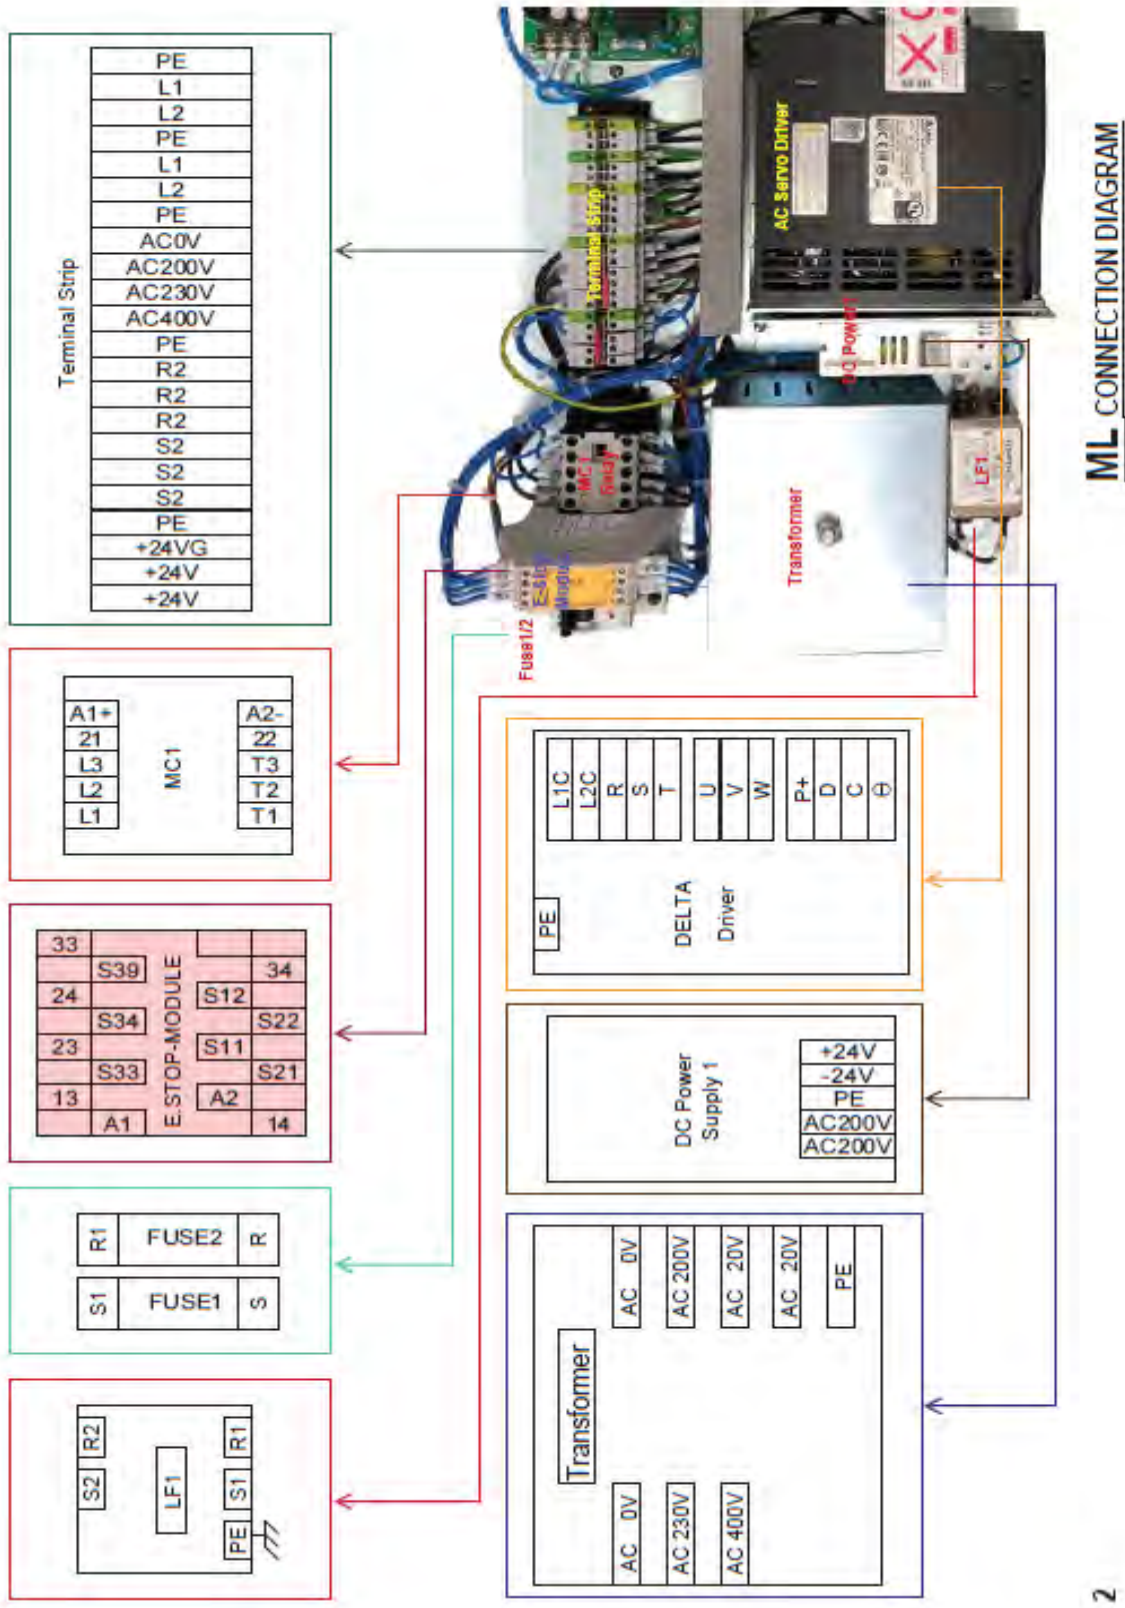 ML CONNECTION DIAGRAM
Terminal Strip
PE
L1
L2
PE
L1
L2
PE
AC0V
AC200V
AC230V
AC400V
PE
R2
R2
R2
S2
S2
S2
PE
+24VG
+24V
+24V
MC1
A1+
21
L3
L2
L1
A2-
22
T3
T2
T1
E.STOP-MODULE
33
S39
24
S34
23
S33
13
A1
34
S12
S22
S11
S21
A2
14
R1 FUSE2 R
S1 FUSE1 S
S2 R2
LF1
PE S1 R1
Terminal Strip
AC Servo Driver
DC Power1
MC1
Relay
E-Stop
Module
Fuse1/2
Transformer
LF1
PE
DELTA
Driver
L1C
L2C
R
S
T
U
V
W
P+
D
C
Θ
DC Power
Supply 1
+24V
-24V
PE
AC200V
AC200V
Transformer
AC 0V
AC 230V
AC 400V
AC 0V
AC 200V
AC 20V
AC 20V
PE
2